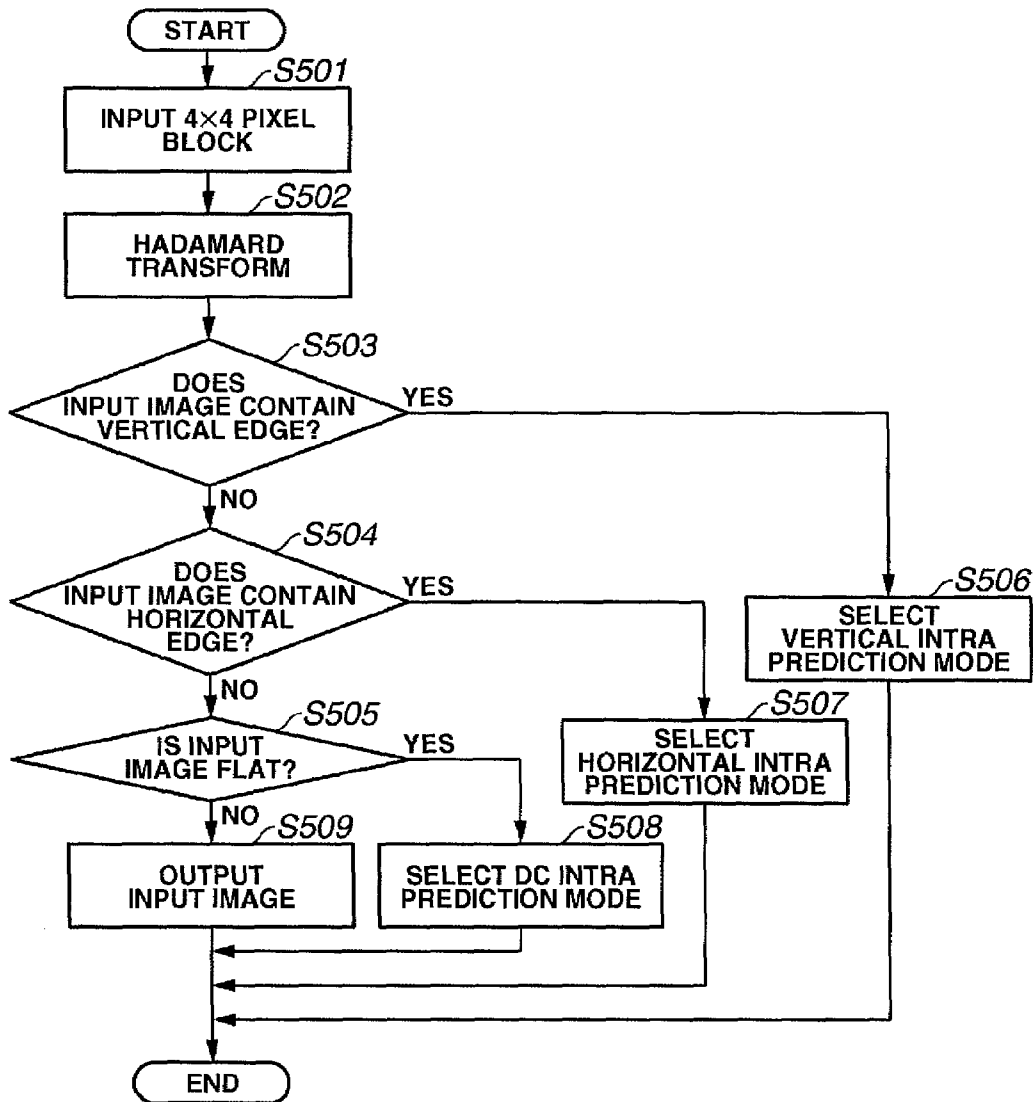 START
S501
INPUT 4×4 PIXEL
BLOCK
S502
HADAMARD
TRANSFORM
S503
DOES
INPUT IMAGE CONTAIN
VERTICAL EDGE?
YES
NO
S504
DOES
INPUT IMAGE CONTAIN
HORIZONTAL
EDGE?
YES
S506
SELECT
VERTICAL INTRA
PREDICTION MODE
NO
S505
IS INPUT
IMAGE FLAT?
YES
S507
SELECT
HORIZONTAL INTRA
PREDICTION MODE
NO
S509
OUTPUT
INPUT IMAGE
S508
SELECT DC INTRA
PREDICTION MODE
END